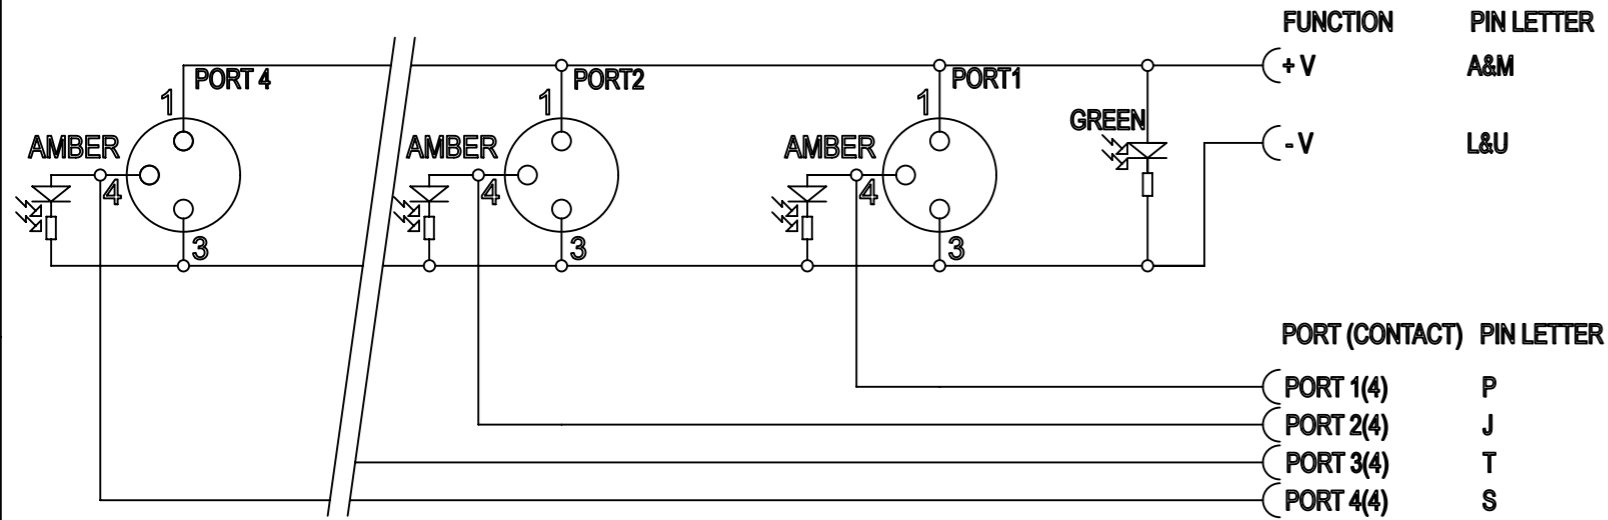 FUNCTION PIN LETTER
PORT 4 PORT2 PORT1 + V A&M
1 1 1
GREEN
AMBER AMBER AMBER - V L&U
4 4 4
3 3 3
PORT (CONTACT) PIN LETTER
PORT 1(4) P
PORT 2(4) J
PORT 3(4) T
PORT 4(4) S